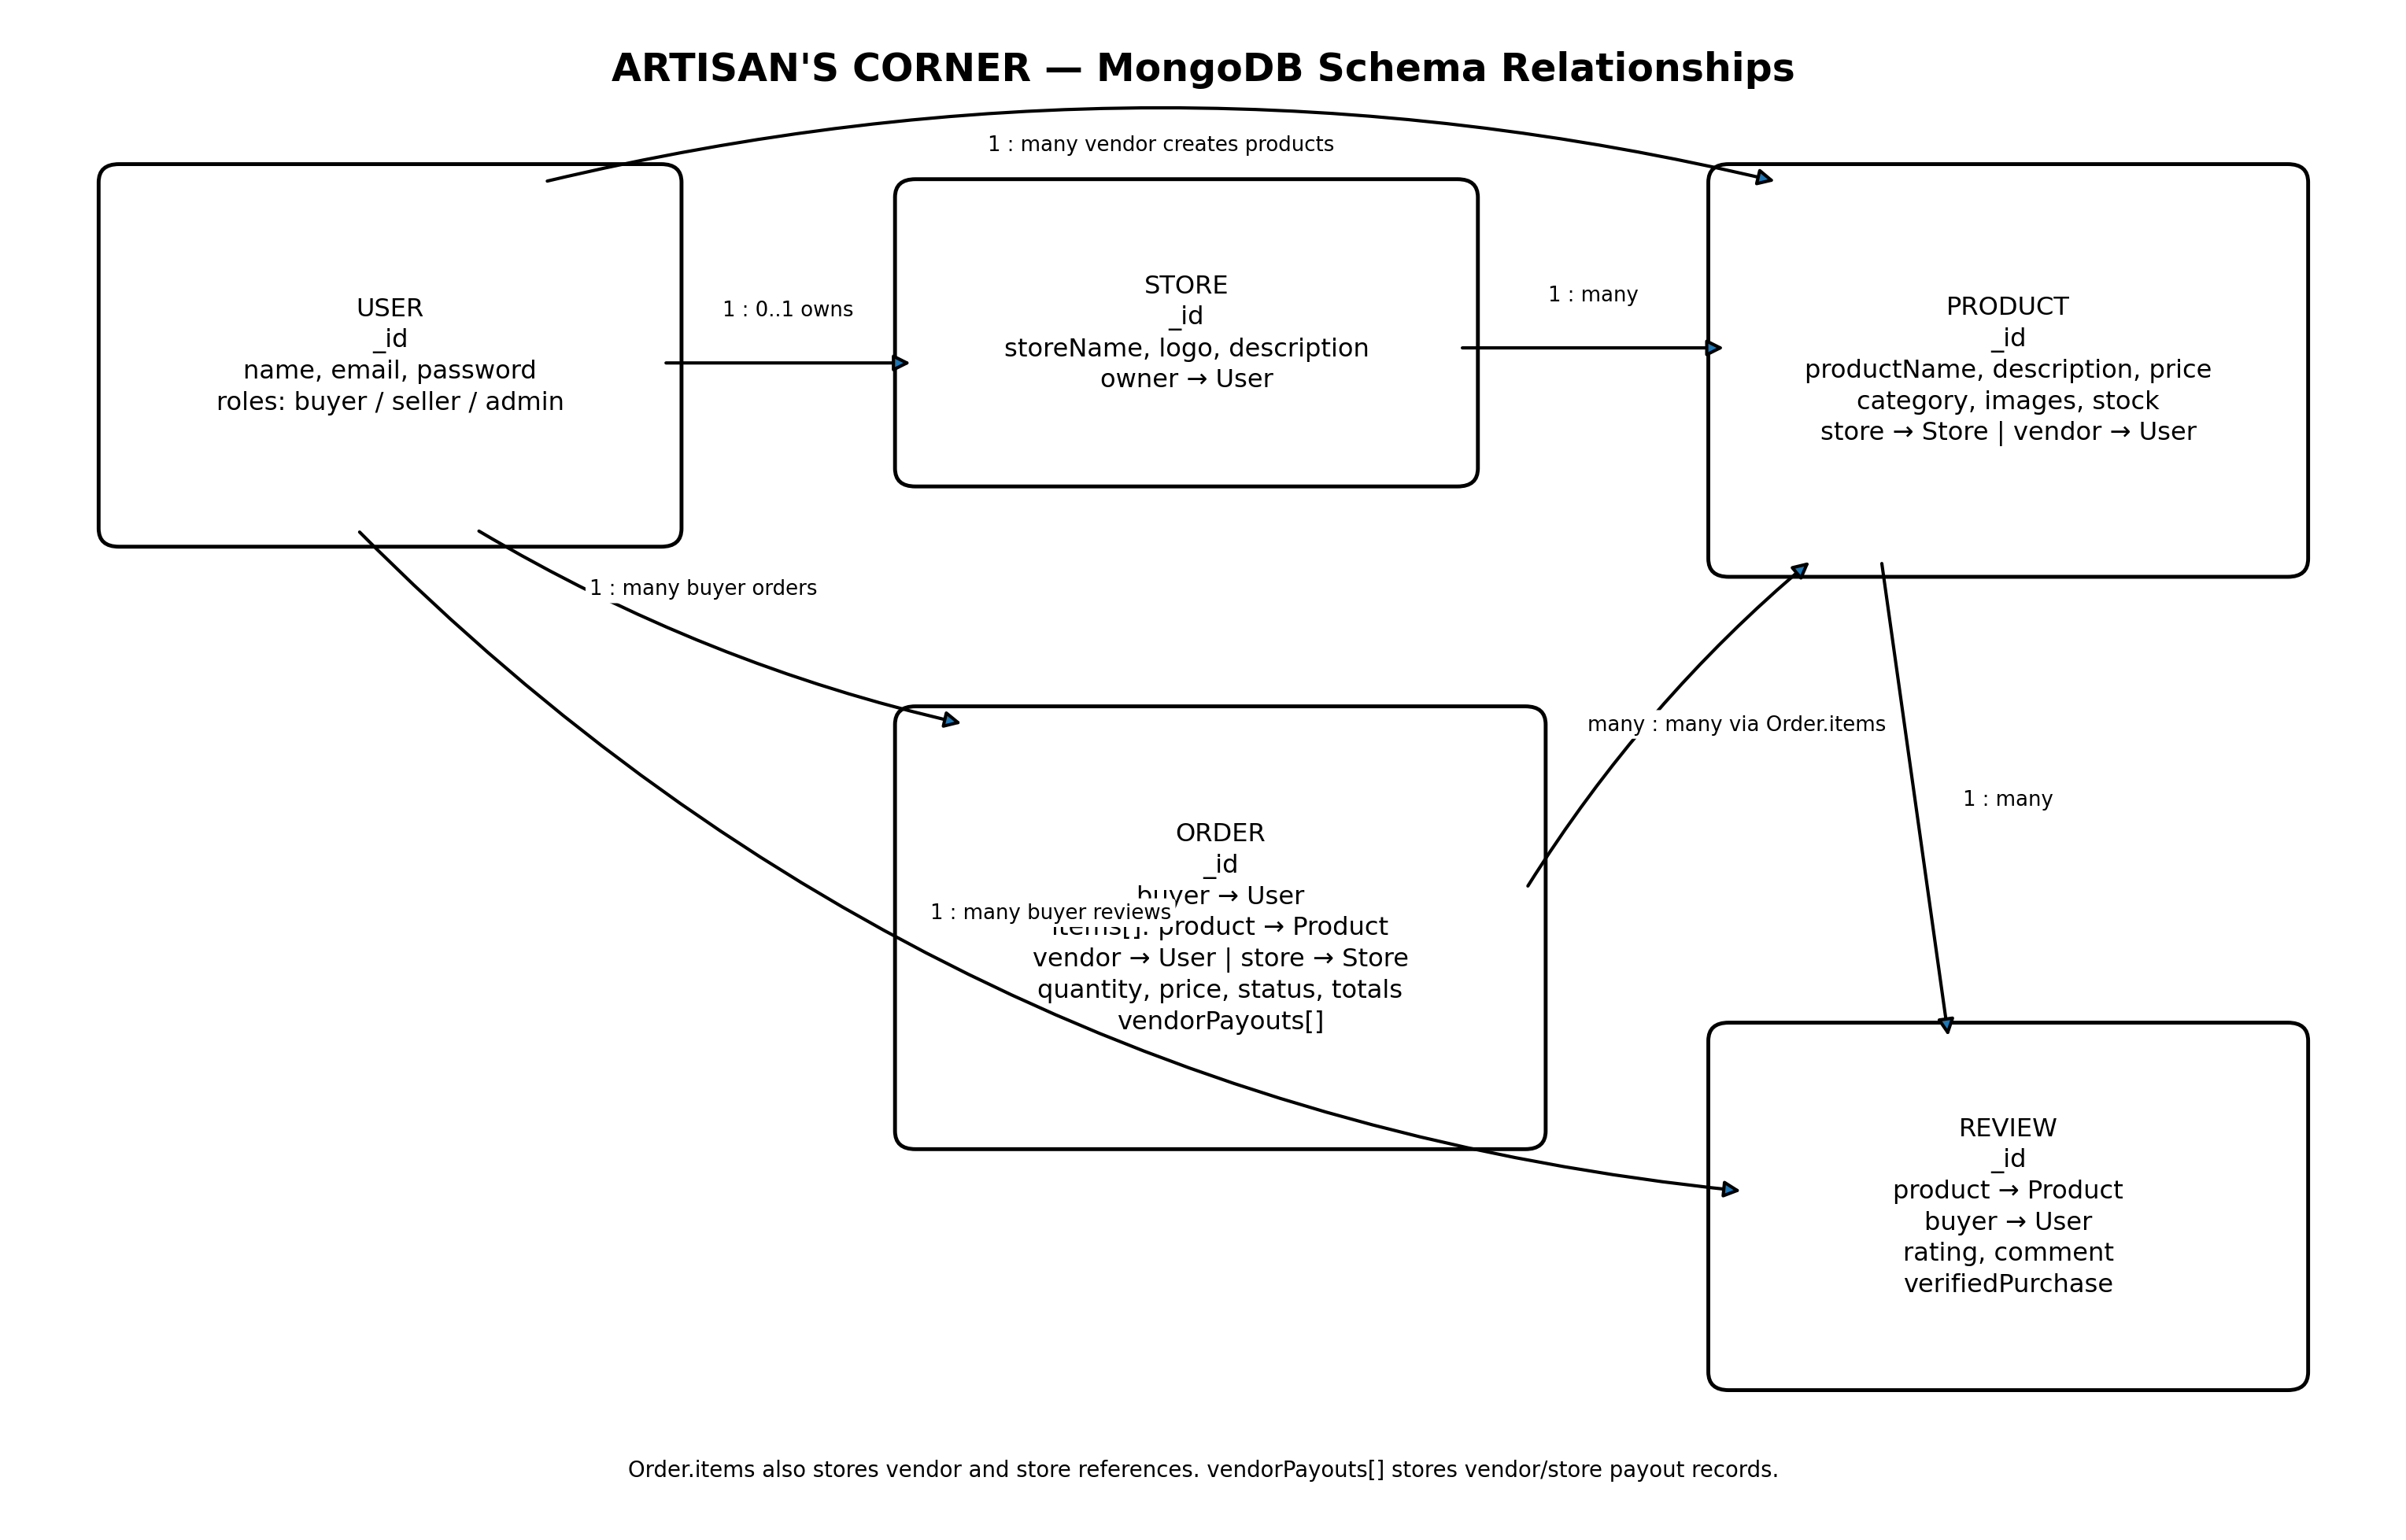 ARTISAN'S CORNER — MongoDB Schema Relationships
1 : many vendor creates products
USER
_id
name, email, password
roles: buyer / seller / admin
1 : 0..1 owns
STORE
_id
storeName, logo, description
owner → User
1 : many
PRODUCT
_id
productName, description, price
category, images, stock
store → Store | vendor → User
1 : many buyer orders
many : many via Order.items
1 : many
ORDER
_id
buyer → User
1 : many buyer reviews
items[]: product → Product
vendor → User | store → Store
quantity, price, status, totals
vendorPayouts[]
REVIEW
_id
product → Product
buyer → User
rating, comment
verifiedPurchase
Order.items also stores vendor and store references. vendorPayouts[] stores vendor/store payout records.